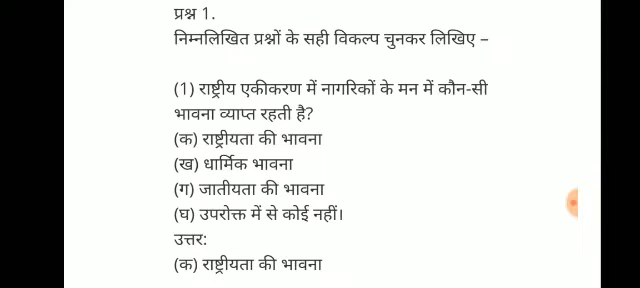 प्रश्न 1.
निम्नलिखित प्रश्नों के सही विकल्प चुनकर लिखिए –
(1) राष्ट्रीय एकीकरण में नागरिकों के मन में कौन-सी
भावना व्याप्त रहती है?
(क) राष्ट्रीयता की भावना
(ख) धार्मिक भावना
(ग) जातीयता की भावना
(घ) उपरोक्त में से कोई नहीं।
उत्तर:
(क) राष्ट्रीयता की भावना